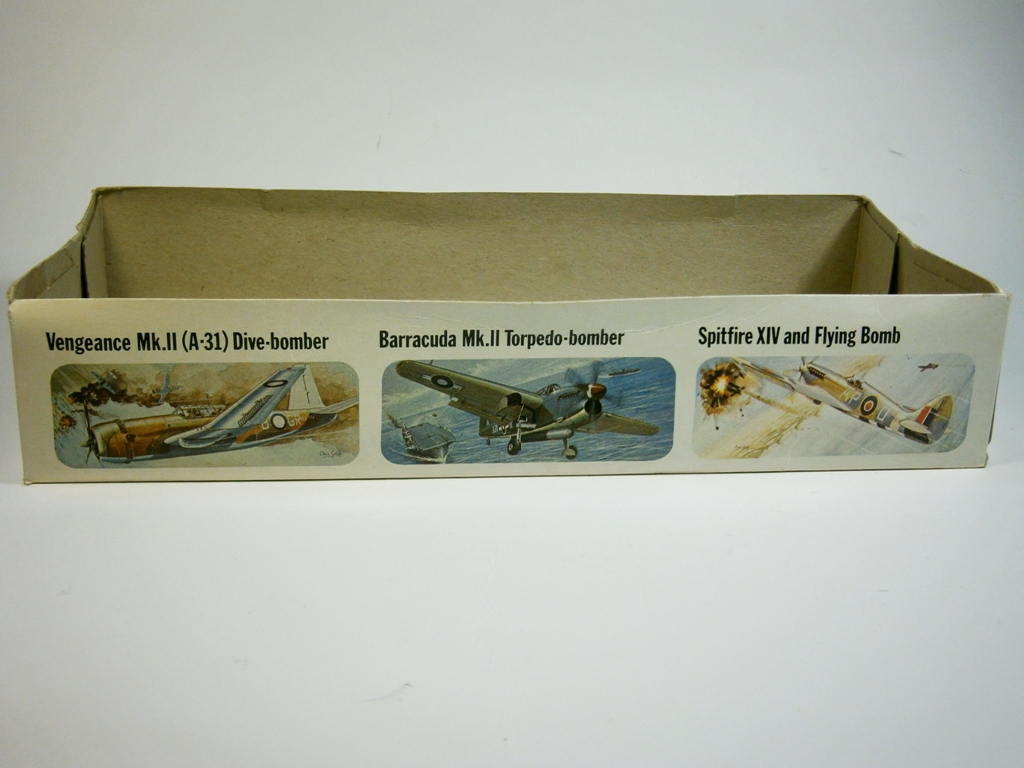 Vengeance Mk.II (A-31) Dive-bomber
Barracuda Mk.II Torpedo-bomber
Spitfire XIV and Flying Bomb